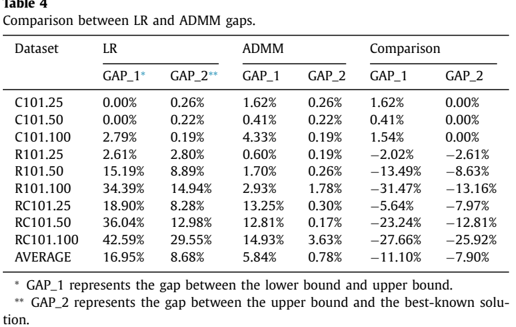 Table 4
Comparison between LR and ADMM gaps.
Dataset LR ADMM Comparison
GAP_1* GAP_2** GAP_1 GAP_2 GAP_1 GAP_2
C101.25 0.00% 0.26% 1.62% 0.26% 1.62% 0.00%
C101.50 0.00% 0.22% 0.41% 0.22% 0.41% 0.00%
C101.100 2.79% 0.19% 4.33% 0.19% 1.54% 0.00%
R101.25 2.61% 2.80% 0.60% 0.19% −2.02% −2.61%
R101.50 15.19% 8.89% 1.70% 0.26% −13.49% −8.63%
R101.100 34.39% 14.94% 2.93% 1.78% −31.47% −13.16%
RC101.25 18.90% 8.28% 13.25% 0.30% −5.64% −7.97%
RC101.50 36.04% 12.98% 12.81% 0.17% −23.24% −12.81%
RC101.100 42.59% 29.55% 14.93% 3.63% −27.66% −25.92%
AVERAGE 16.95% 8.68% 5.84% 0.78% −11.10% −7.90%
* GAP_1 represents the gap between the lower bound and upper bound.
** GAP_2 represents the gap between the upper bound and the best-known solu-
tion.